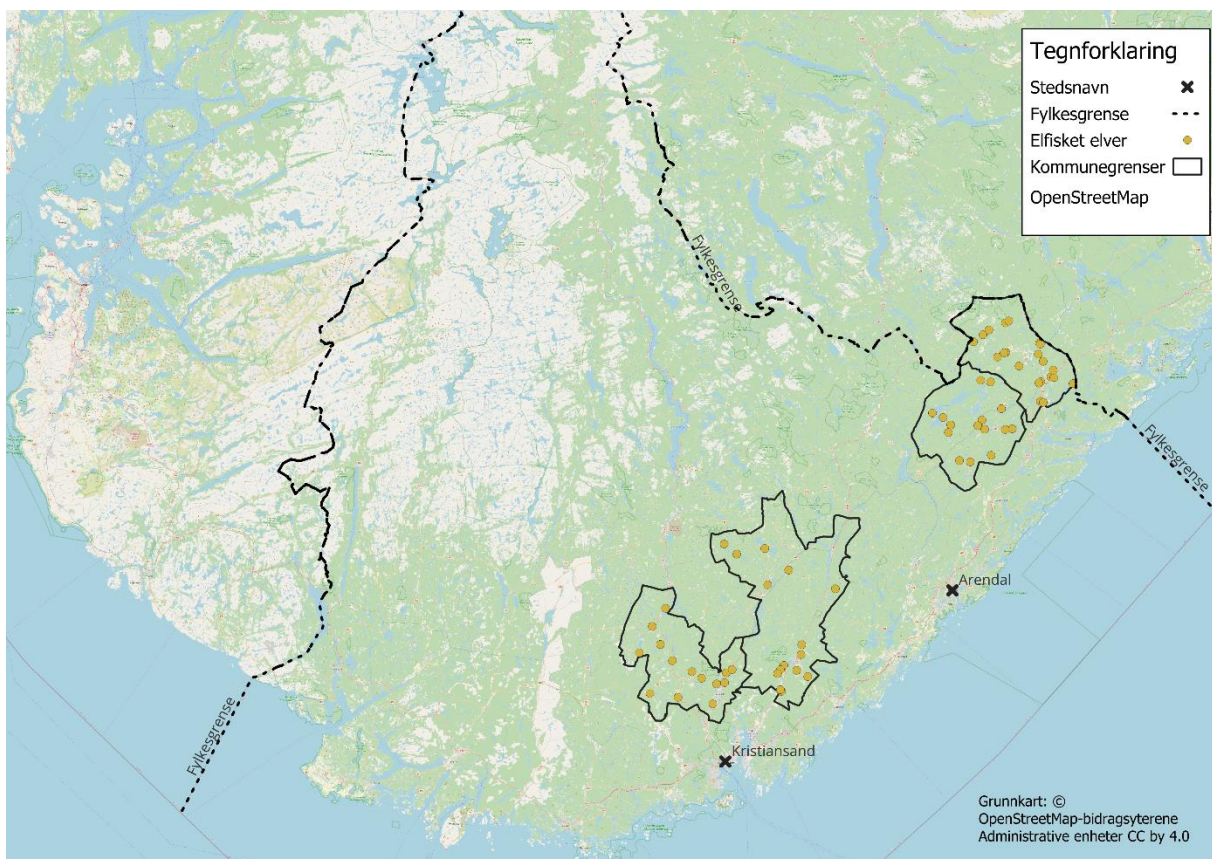 Tegnforklaring
Stedsnavn
Fylkesgrense
Elfisket elver
Kommunegrenser
OpenStreetMap
Fylkesgrense
Fylkesgrense
Arendal
Fylkesgrense
Kristiansand
Grunnkart: ©
OpenStreetMap-bidragsyterene
Administrative enheter CC by 4.0